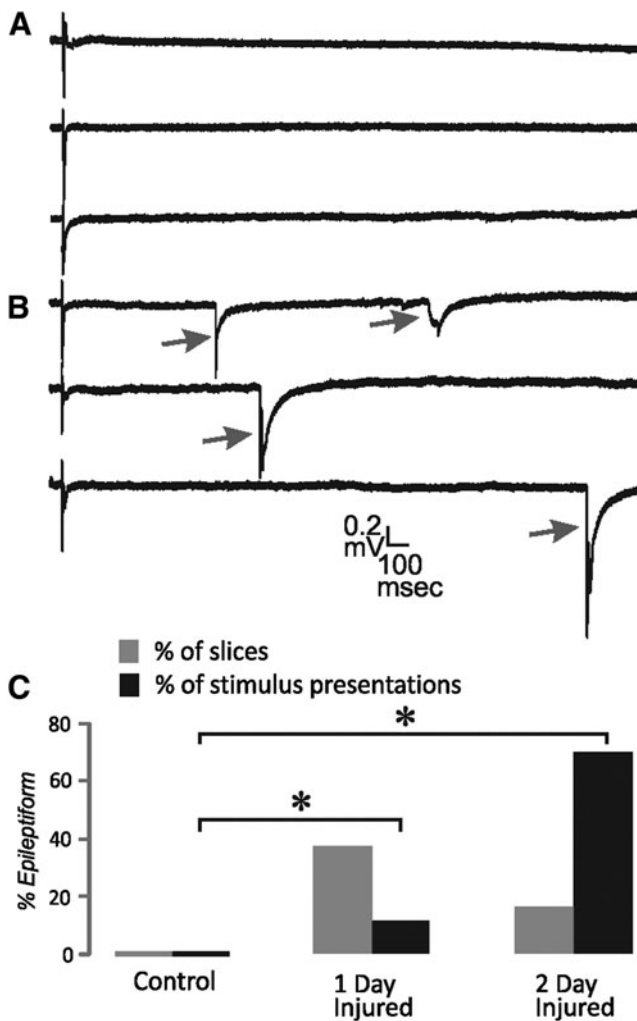 A
B
0.2
mV
100
msec
% of slices
% of stimulus presentations
C
*
*
% Epileptiform
80
60
40
20
0
Control
1 Day
Injured
2 Day
Injured